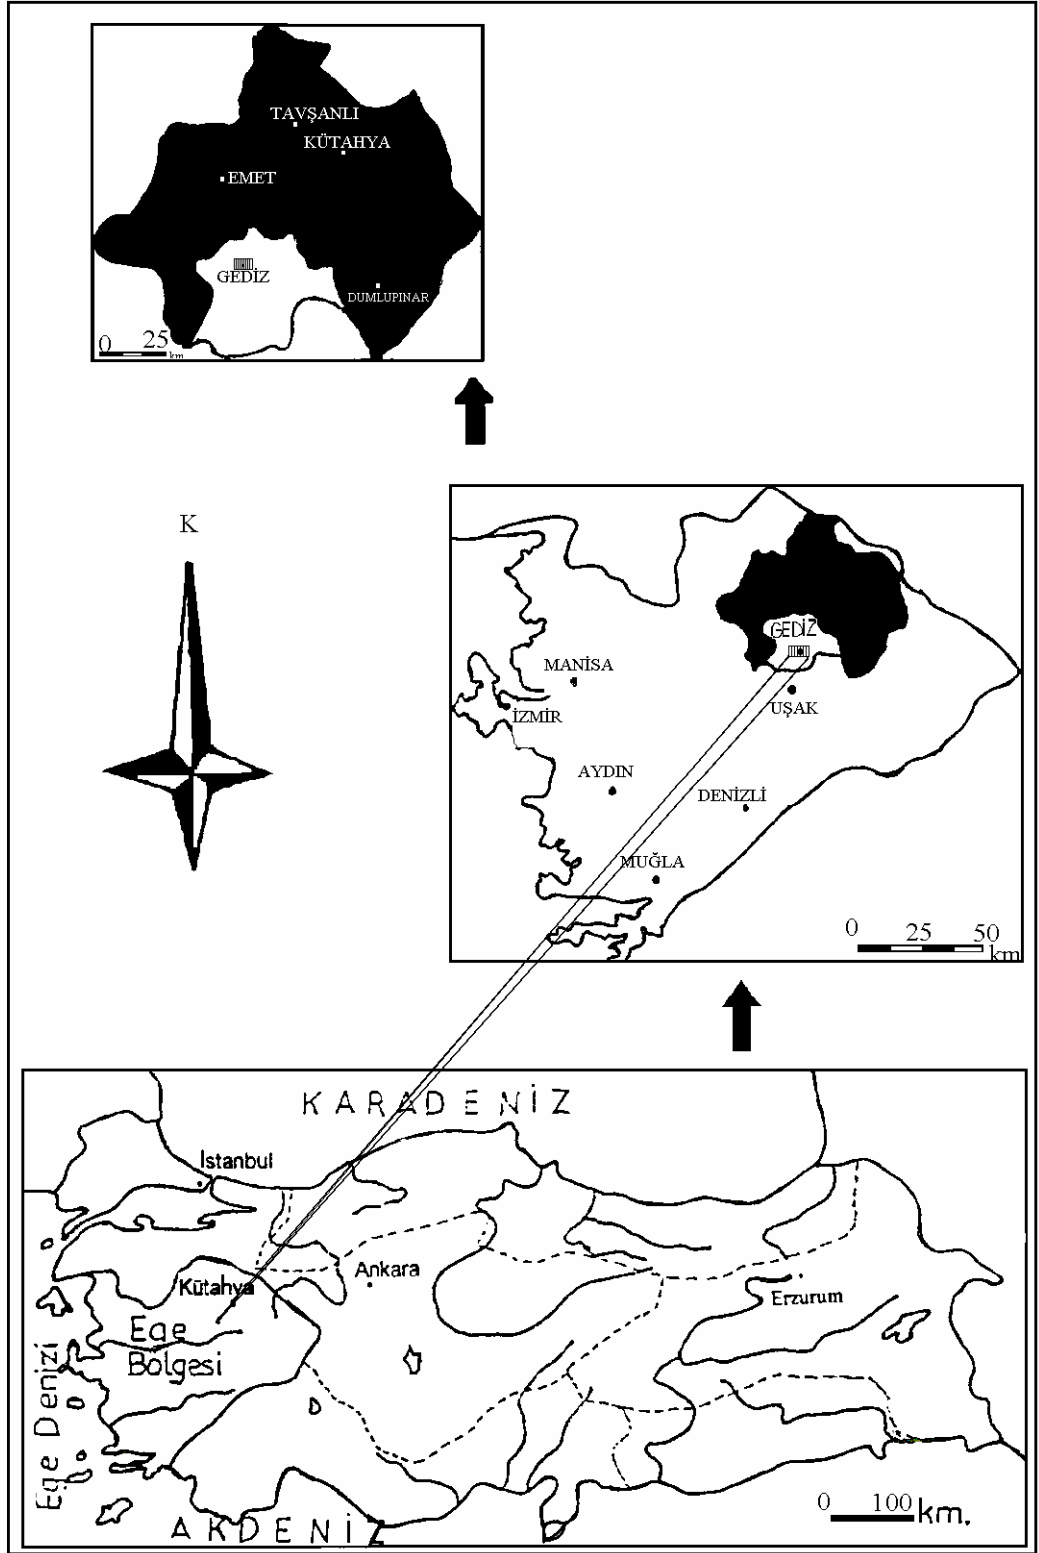 TAVŞANLI
KÜTAHYA
EMET
GEDİZ
DUMLUPINAR
0 25
km
K
GEDİZ
MANİSA
İZMİR
UŞAK
AYDIN
DENİZLİ
MUĞLA
0 25 50
km
KARADENİZ
İstanbul
Ankara
Kütahya
Erzurum
Ege
Bölgesi
Ege Denizi
AKDENİZ
0 100 km.